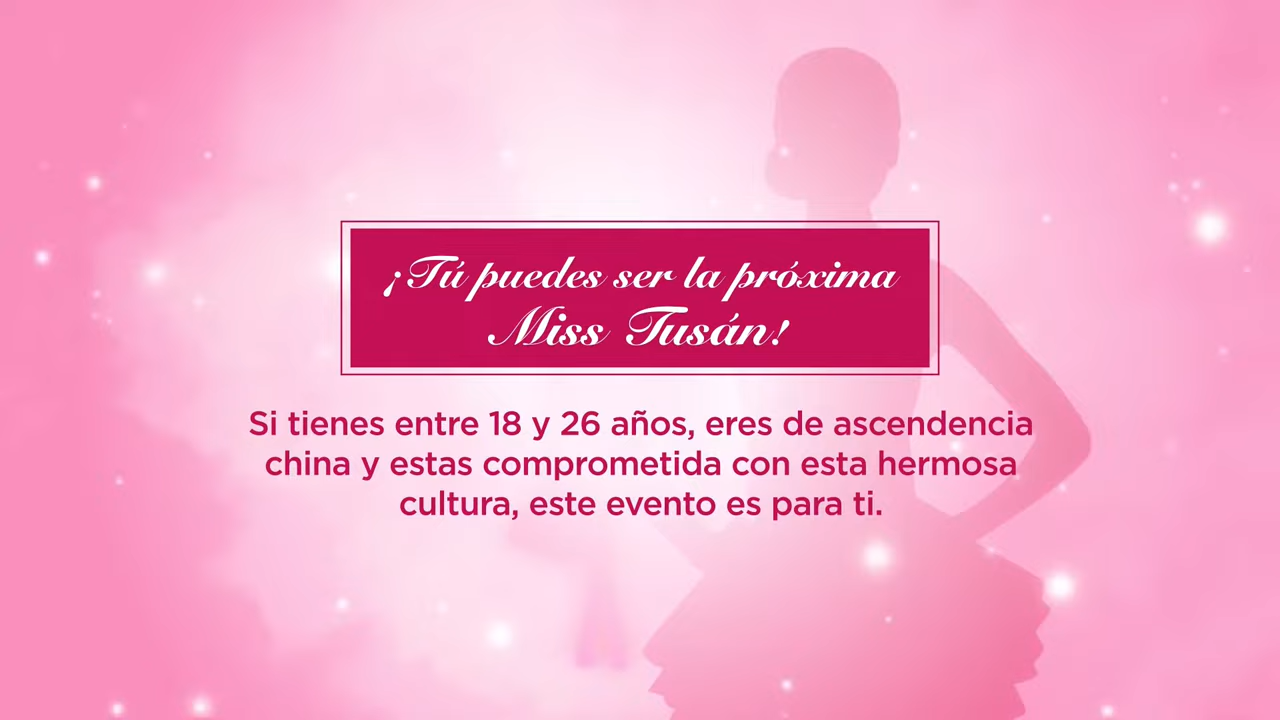 ¡Tú puedes ser la próxima
Miss Tusán!
Si tienes entre 18 y 26 años, eres de ascendencia
china y estas comprometida con esta hermosa
cultura, este evento es para ti.